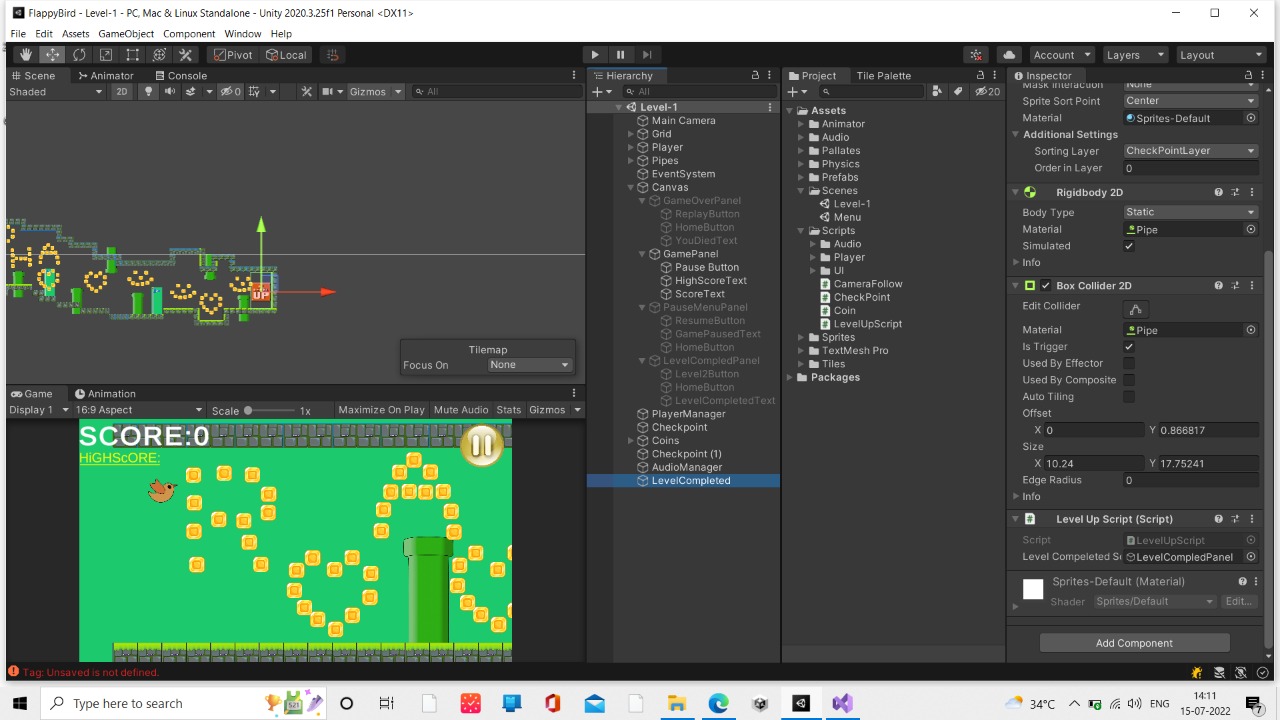 FlappyBird - Level-1 - PC, Mac & Linux Standalone - Unity 2020.3.25f1 Personal <DX11>
File Edit Assets GameObject Component Window Help
Pivot Local
Account Layers Layout
Scene Animator Console
Shaded 2D 0 Gizmos All
UP
Tilemap
Focus On None
Game Animation
Display 1 16:9 Aspect Scale 1x Maximize On Play Mute Audio Stats Gizmos
SCORE:0
HiGHScORE:
Hierarchy
All
Level-1
Main Camera
Grid
Player
Pipes
EventSystem
Canvas
GameOverPanel
ReplayButton
HomeButton
YouDiedText
GamePanel
Pause Button
HighScoreText
ScoreText
PauseMenuPanel
ResumeButton
GamePausedText
HomeButton
LevelCompledPanel
Level2Button
HomeButton
LevelCompletedText
PlayerManager
Checkpoint
Coins
Checkpoint (1)
AudioManager
LevelCompleted
Project Tile Palette
20
Assets
Animator
Audio
Pallates
Physics
Prefabs
Scenes
Level-1
Menu
Scripts
Audio
Player
UI
CameraFollow
CheckPoint
Coin
LevelUpScript
Sprites
TextMesh Pro
Tiles
Packages
Inspector
Mask Interaction None
Sprite Sort Point Center
Material Sprites-Default
Additional Settings
Sorting Layer CheckPointLayer
Order in Layer 0
Rigidbody 2D
Body Type Static
Material Pipe
Simulated
Info
Box Collider 2D
Edit Collider
Material Pipe
Is Trigger
Used By Effector
Used By Composite
Auto Tiling
Offset
X 0 Y 0.866817
Size
X 10.24 Y 17.75241
Edge Radius 0
Info
Level Up Script (Script)
Script LevelUpScript
Level Compeleted Sc LevelCompledPanel
Sprites-Default (Material)
Shader Sprites/Default Edit...
Add Component
Tag: Unsaved is not defined.
Type here to search
34°C ENG 14:11
15-07-2022 7